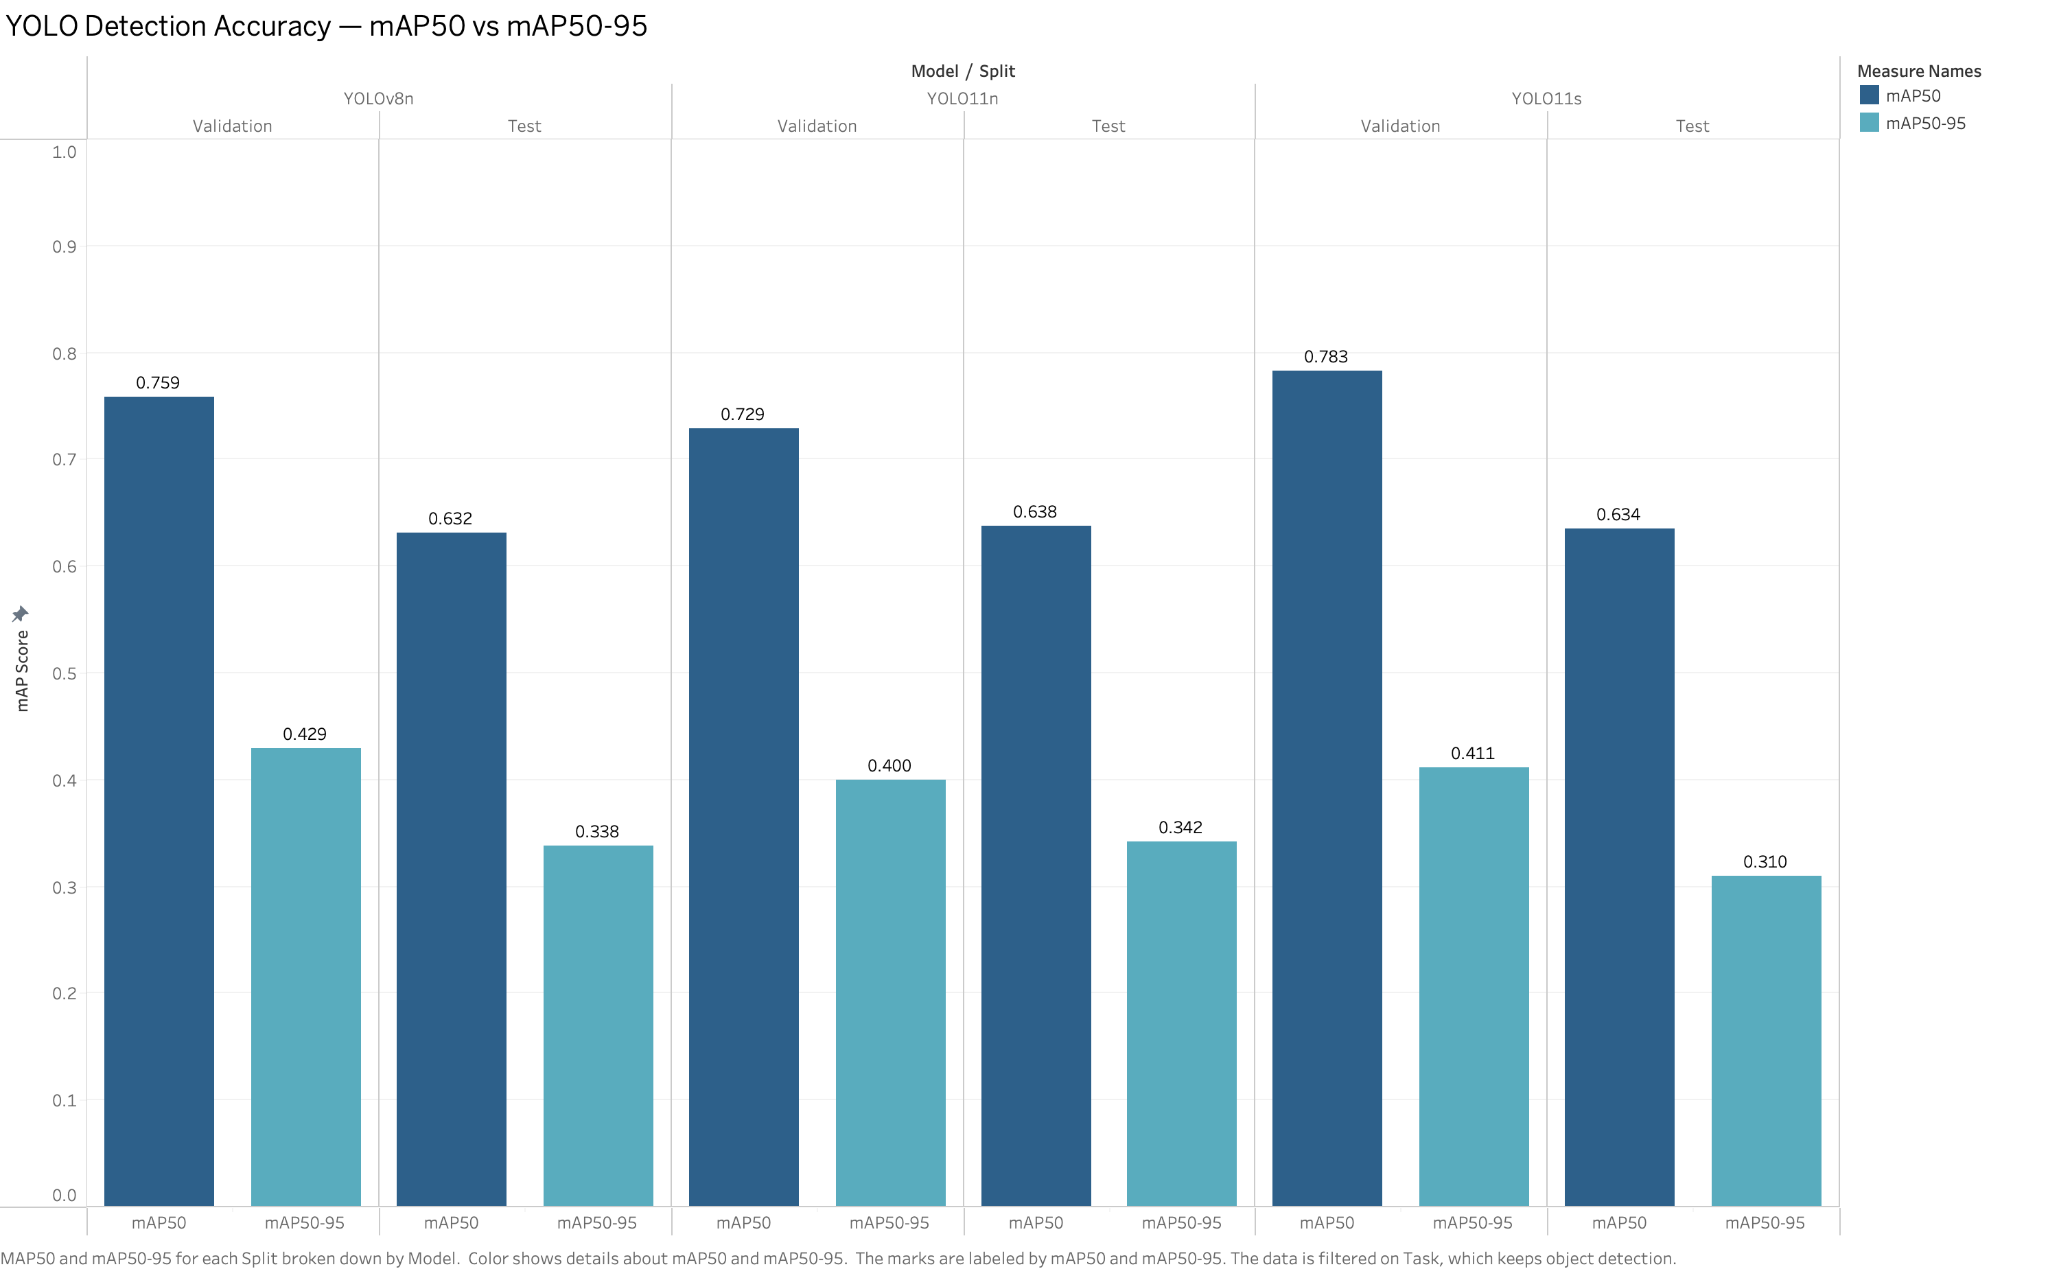 YOLO Detection Accuracy — mAP50 vs mAP50-95
Model / Split
YOLOv8n YOLO11n YOLO11s
Validation Test Validation Test Validation Test
Measure Names
mAP50
mAP50-95
mAP Score
1.0
0.9
0.8
0.7
0.6
0.5
0.4
0.3
0.2
0.1
0.0
0.759
0.429
0.632
0.338
0.729
0.400
0.638
0.342
0.783
0.411
0.634
0.310
mAP50 mAP50-95 mAP50 mAP50-95 mAP50 mAP50-95 mAP50 mAP50-95 mAP50 mAP50-95 mAP50 mAP50-95
MAP50 and mAP50-95 for each Split broken down by Model. Color shows details about mAP50 and mAP50-95. The marks are labeled by mAP50 and mAP50-95. The data is filtered on Task, which keeps object detection.